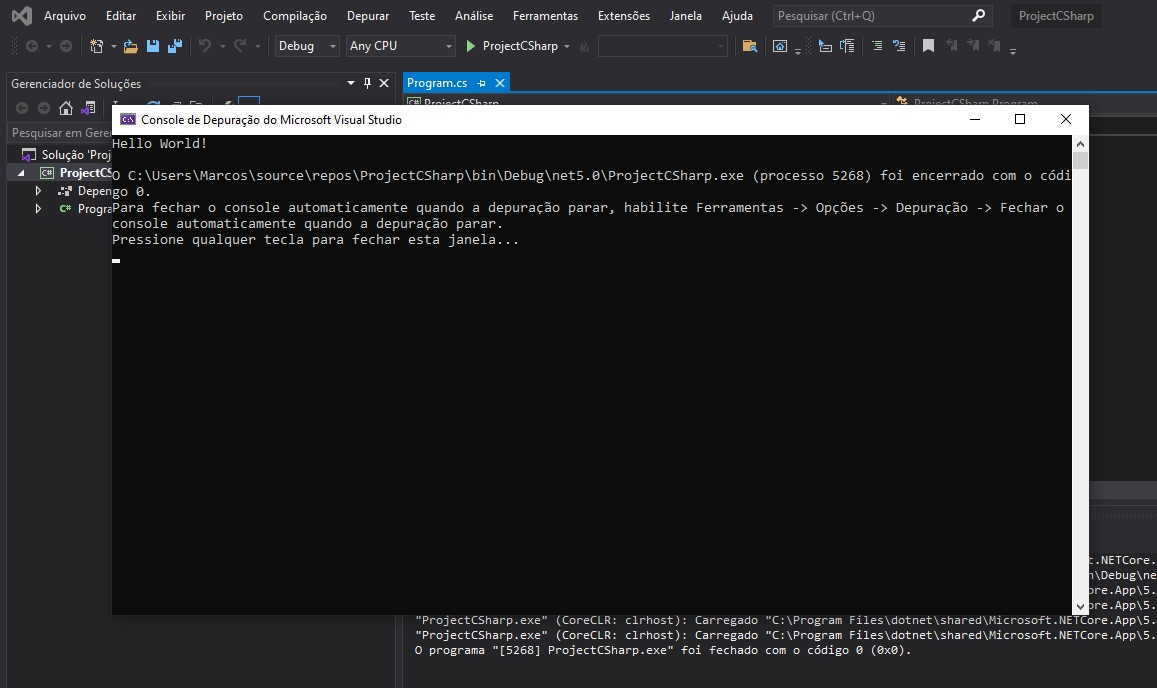 Arquivo Editar Exibir Projeto Compilação Depurar Teste Análise Ferramentas Extensões Janela Ajuda Pesquisar (Ctrl+Q) ProjectCSharp
Debug Any CPU ProjectCSharp
Gerenciador de Soluções
Program.cs
ProjectCSharp
ProjectCSharp.Program
Pesquisar em Geren
Solução 'Proj
C# ProjectCS
Depen
C# Progra
Console de Depuração do Microsoft Visual Studio
Hello World!
O C:\Users\Marcos\source\repos\ProjectCSharp\bin\Debug\net5.0\ProjectCSharp.exe (processo 5268) foi encerrado com o códi
go 0.
Para fechar o console automaticamente quando a depuração parar, habilite Ferramentas -> Opções -> Depuração -> Fechar o
console automaticamente quando a depuração parar.
Pressione qualquer tecla para fechar esta janela...
t.NETCore.
n\Debug\ne
ore.App\5.
ore.App\5.
"ProjectCSharp.exe" (CoreCLR: clrhost): Carregado "C:\Program Files\dotnet\shared\Microsoft.NETCore.App\5.
"ProjectCSharp.exe" (CoreCLR: clrhost): Carregado "C:\Program Files\dotnet\shared\Microsoft.NETCore.App\5.
O programa "[5268] ProjectCSharp.exe" foi fechado com o código 0 (0x0).